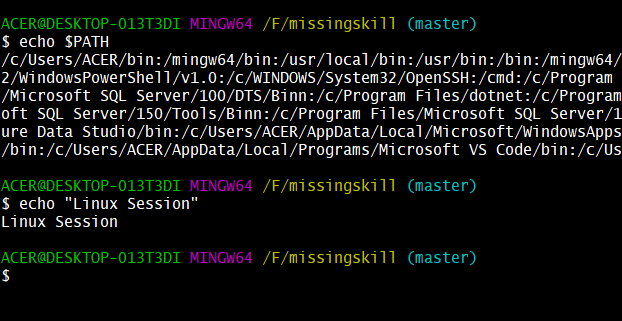 ACER@DESKTOP-013T3DI MINGW64 /F/missingskill (master)
$ echo $PATH
/c/Users/ACER/bin:/mingw64/bin:/usr/local/bin:/usr/bin:/bin:/mingw64/
2/WindowsPowerShell/v1.0:/c/WINDOWS/System32/OpenSSH:/cmd:/c/Program
/Microsoft SQL Server/100/DTS/Binn:/c/Program Files/dotnet:/c/Program
oft SQL Server/150/Tools/Binn:/c/Program Files/Microsoft SQL Server/1
ure Data Studio/bin:/c/Users/ACER/AppData/Local/Microsoft/WindowsApps
/bin:/c/Users/ACER/AppData/Local/Programs/Microsoft VS Code/bin:/c/Us
ACER@DESKTOP-013T3DI MINGW64 /F/missingskill (master)
$ echo "Linux Session"
Linux Session
ACER@DESKTOP-013T3DI MINGW64 /F/missingskill (master)
$